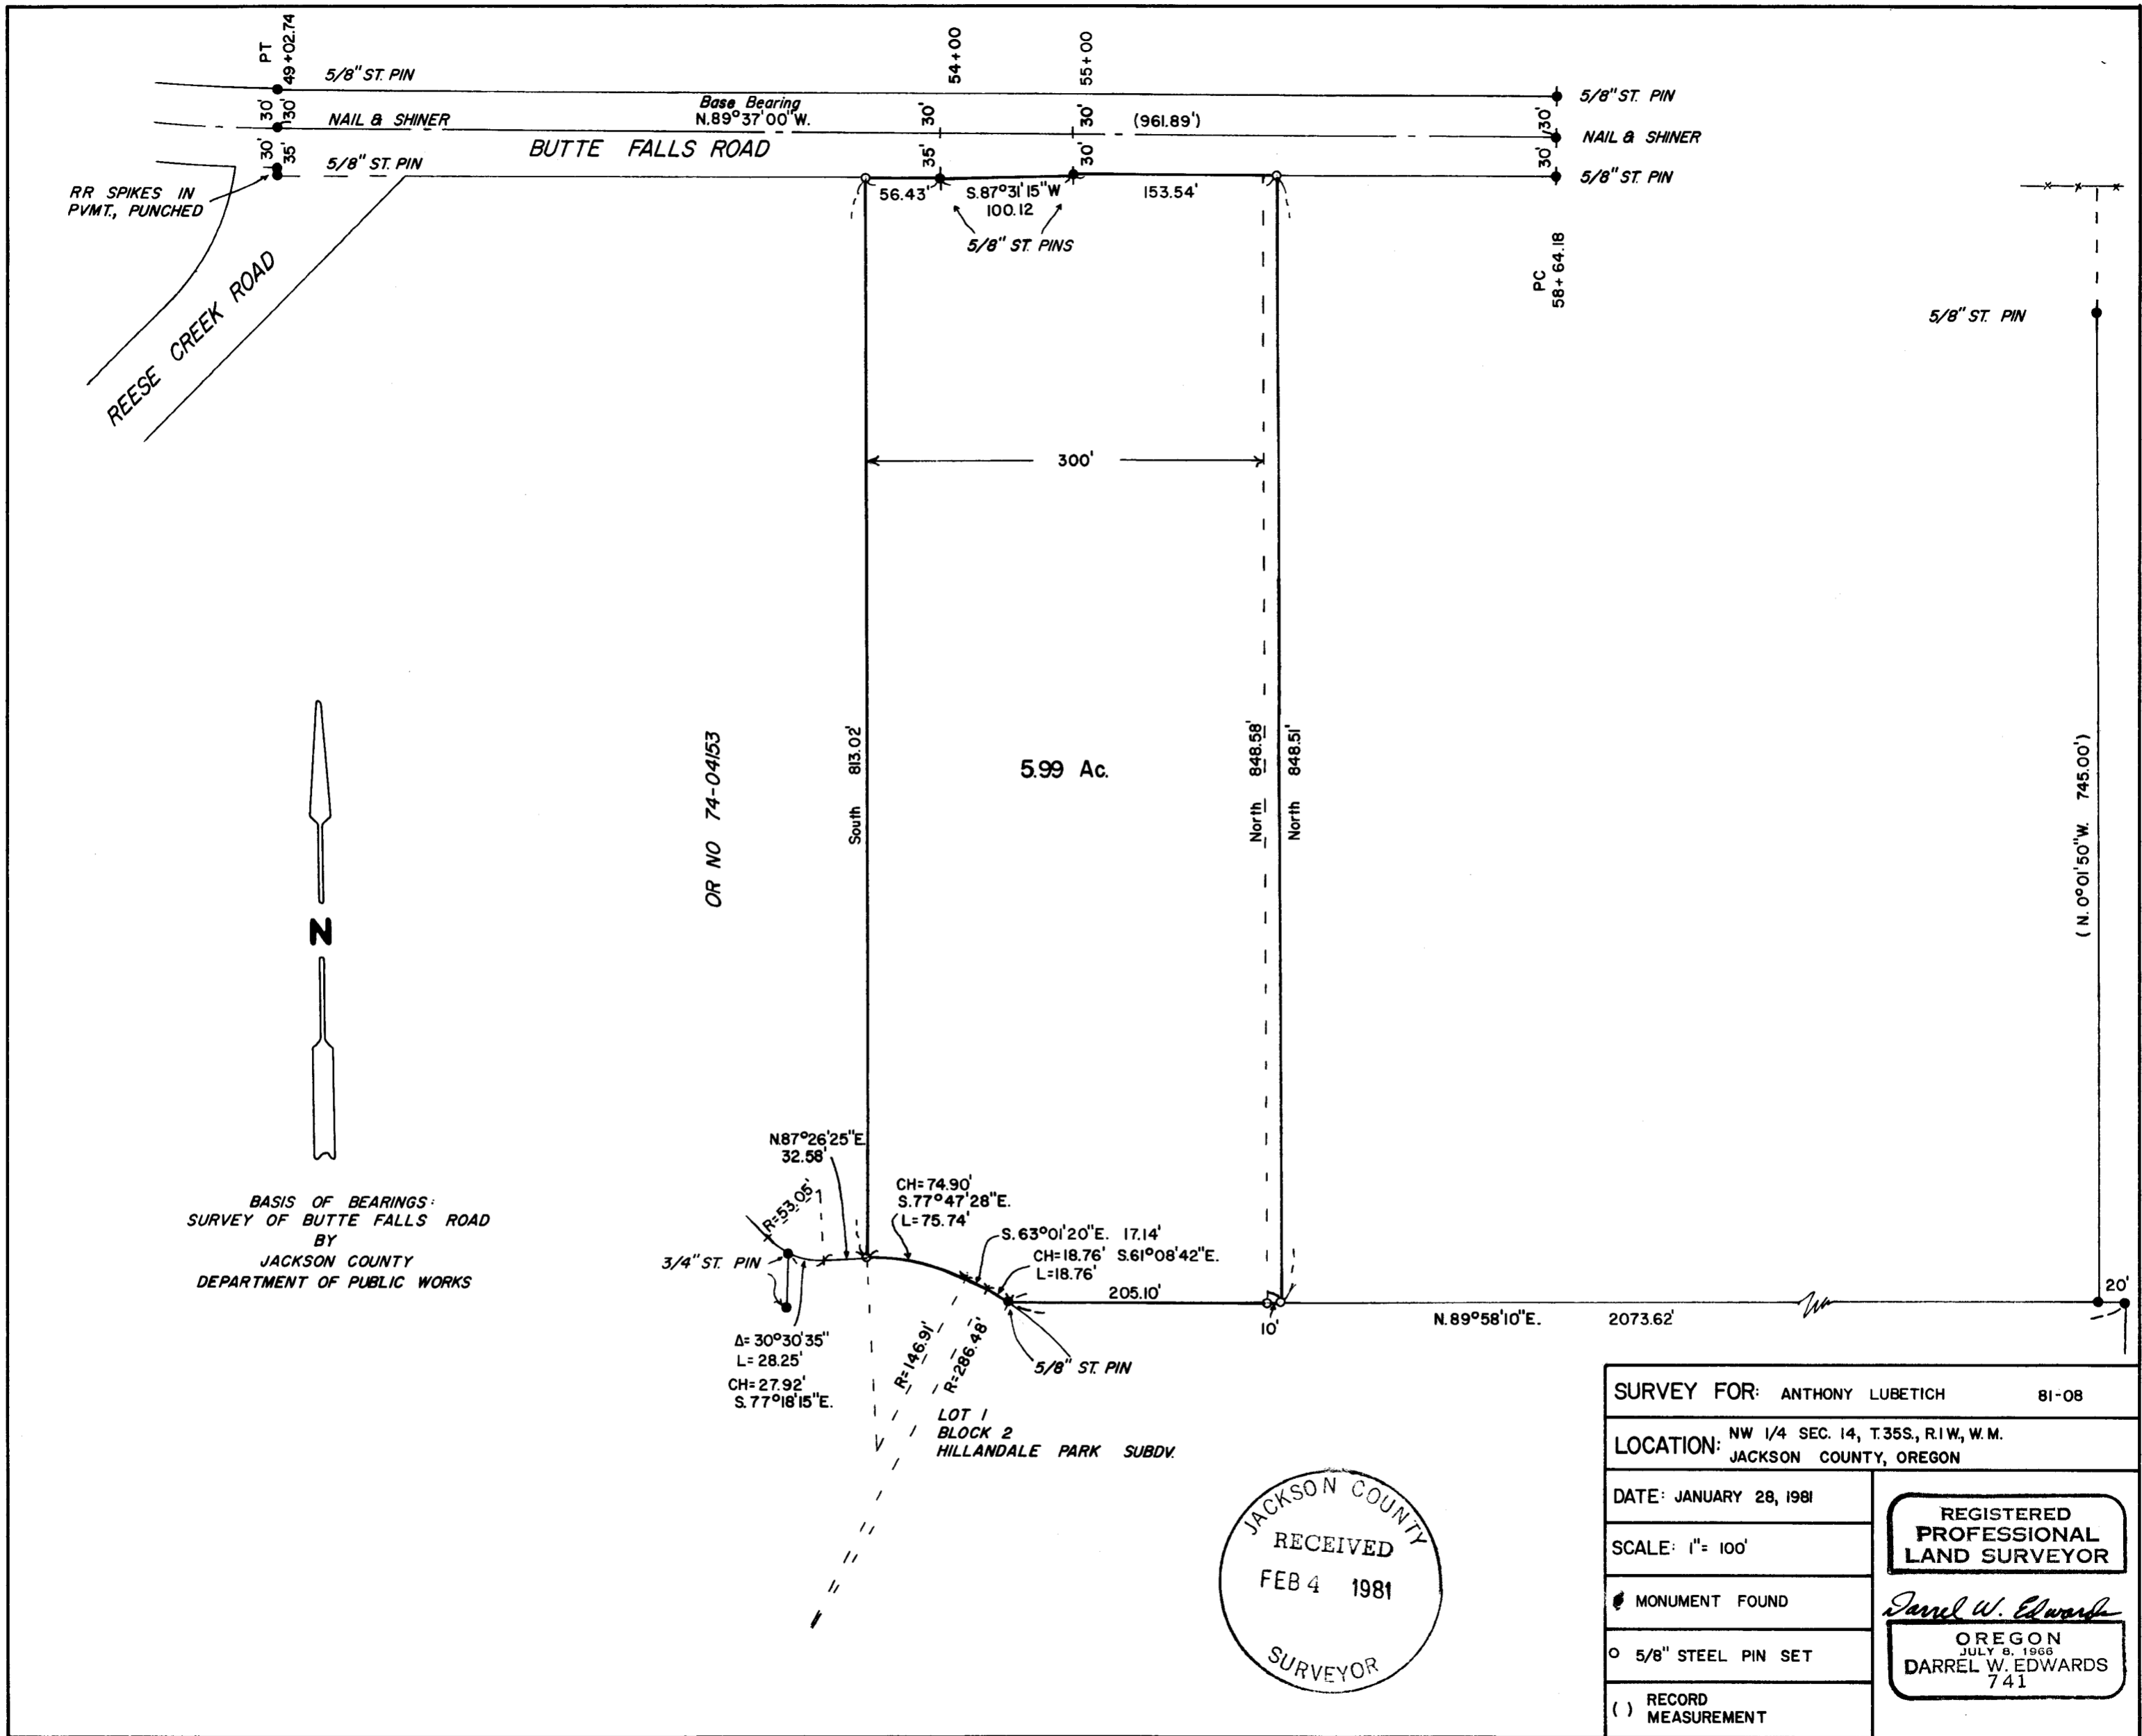 PT
49+02.74
54+00
55+00
5/8" ST. PIN
5/8" ST. PIN
30'
30'
Base Bearing
N.89°37'00"W.
30'
30'
(961.89')
30'
NAIL & SHINER
NAIL & SHINER
BUTTE FALLS ROAD
30'
35'
35'
30'
30'
5/8" ST. PIN
5/8" ST. PIN
RR SPIKES IN
PVMT., PUNCHED
56.43'
S.87°31'15"W
100.12
153.54'
5/8" ST. PINS
REESE CREEK ROAD
PC
58+64.18
5/8" ST. PIN
300'
OR NO 74-04153
South 813.02'
5.99 Ac.
North 848.58'
North 848.51'
(N. 0°01'50"W. 745.00')
N
BASIS OF BEARINGS:
SURVEY OF BUTTE FALLS ROAD
BY
JACKSON COUNTY
DEPARTMENT OF PUBLIC WORKS
N.87°26'25"E.
32.58'
R=53.05'
CH=74.90'
S.77°47'28"E.
L=75.74'
S.63°01'20"E. 17.14'
CH=18.76' S.61°08'42"E.
L=18.76'
3/4" ST. PIN
205.10'
10'
N.89°58'10"E. 2073.62'
20'
Δ=30°30'35"
L=28.25'
CH=27.92'
S.77°18'15"E.
R=146.91'
R=286.48'
5/8" ST. PIN
LOT 1
BLOCK 2
HILLANDALE PARK SUBDV.
JACKSON COUNTY
RECEIVED
FEB 4 1981
SURVEYOR
SURVEY FOR: ANTHONY LUBETICH 81-08
LOCATION: NW 1/4 SEC. 14, T.35S., R.1W., W.M.
JACKSON COUNTY, OREGON
DATE: JANUARY 28, 1981
SCALE: 1"= 100'
MONUMENT FOUND
5/8" STEEL PIN SET
( ) RECORD
MEASUREMENT
REGISTERED
PROFESSIONAL
LAND SURVEYOR
Darrel W. Edwards
OREGON
JULY 8, 1966
DARREL W. EDWARDS
741